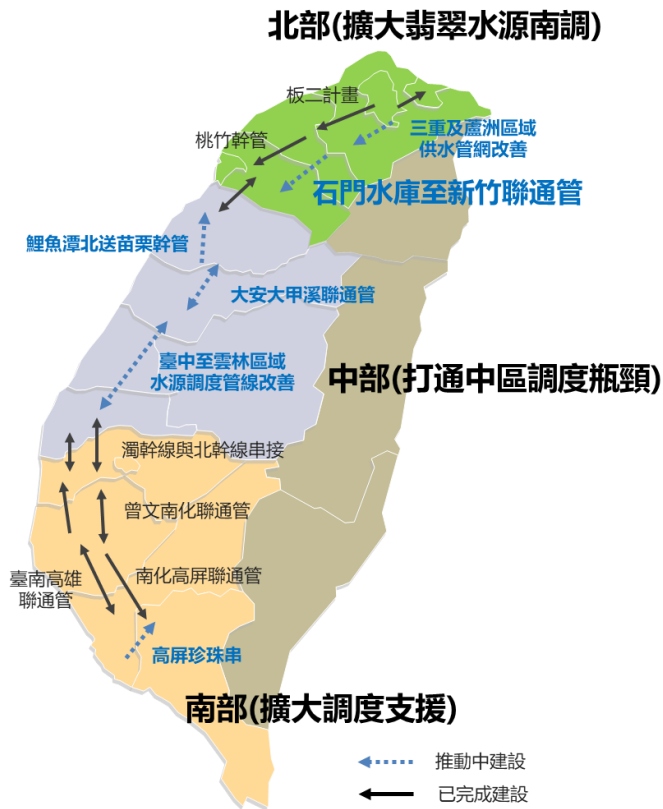 北部(擴大翡翠水源南調)
板二計畫
桃竹幹管
三重及蘆洲區域
供水管網改善
石門水庫至新竹聯通管
鯉魚潭北送苗栗幹管
大安大甲溪聯通管
臺中至雲林區域
水源調度管線改善
中部(打通中區調度瓶頸)
濁幹線與北幹線串接
曾文南化聯通管
南化高屏聯通管
臺南高雄
聯通管
高屏珍珠串
南部(擴大調度支援)
推動中建設
已完成建設